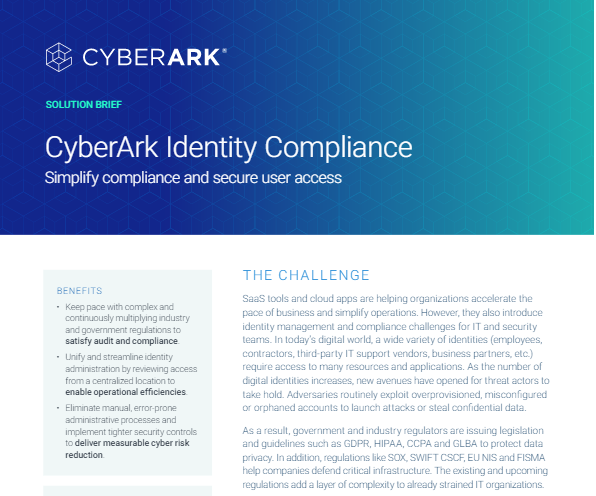 CYBERARK®
SOLUTION BRIEF
CyberArk Identity Compliance
Simplify compliance and secure user access
BENEFITS
• Keep pace with complex and
continuously multiplying industry
and government regulations to
satisfy audit and compliance.
• Unify and streamline identity
administration by reviewing access
from a centralized location to
enable operational efficiencies.
• Eliminate manual, error-prone
administrative processes and
implement tighter security controls
to deliver measurable cyber risk
reduction.
THE CHALLENGE
SaaS tools and cloud apps are helping organizations accelerate the
pace of business and simplify operations. However, they also introduce
identity management and compliance challenges for IT and security
teams. In today's digital world, a wide variety of identities (employees,
contractors, third-party IT support vendors, business partners, etc.)
require access to many resources and applications. As the number of
digital identities increases, new avenues have opened for threat actors to
take hold. Adversaries routinely exploit overprovisioned, misconfigured
or orphaned accounts to launch attacks or steal confidential data.
As a result, government and industry regulators are issuing legislation
and guidelines such as GDPR, HIPAA, CCPA and GLBA to protect data
privacy. In addition, regulations like SOX, SWIFT CSCF, EU NIS and FISMA
help companies defend critical infrastructure. The existing and upcoming
regulations add a layer of complexity to already strained IT organizations.